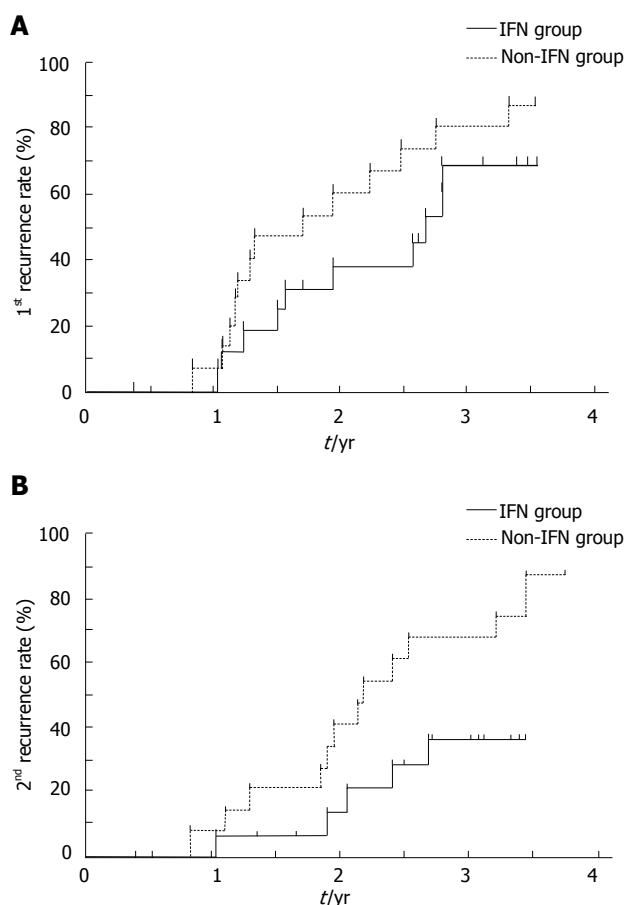 A
IFN group
Non-IFN group
100
80
60
40
20
0
1st recurrence rate (%)
0 1 2 3 4
t/yr
B
IFN group
Non-IFN group
100
80
60
40
20
0
2nd recurrence rate (%)
0 1 2 3 4
t/yr